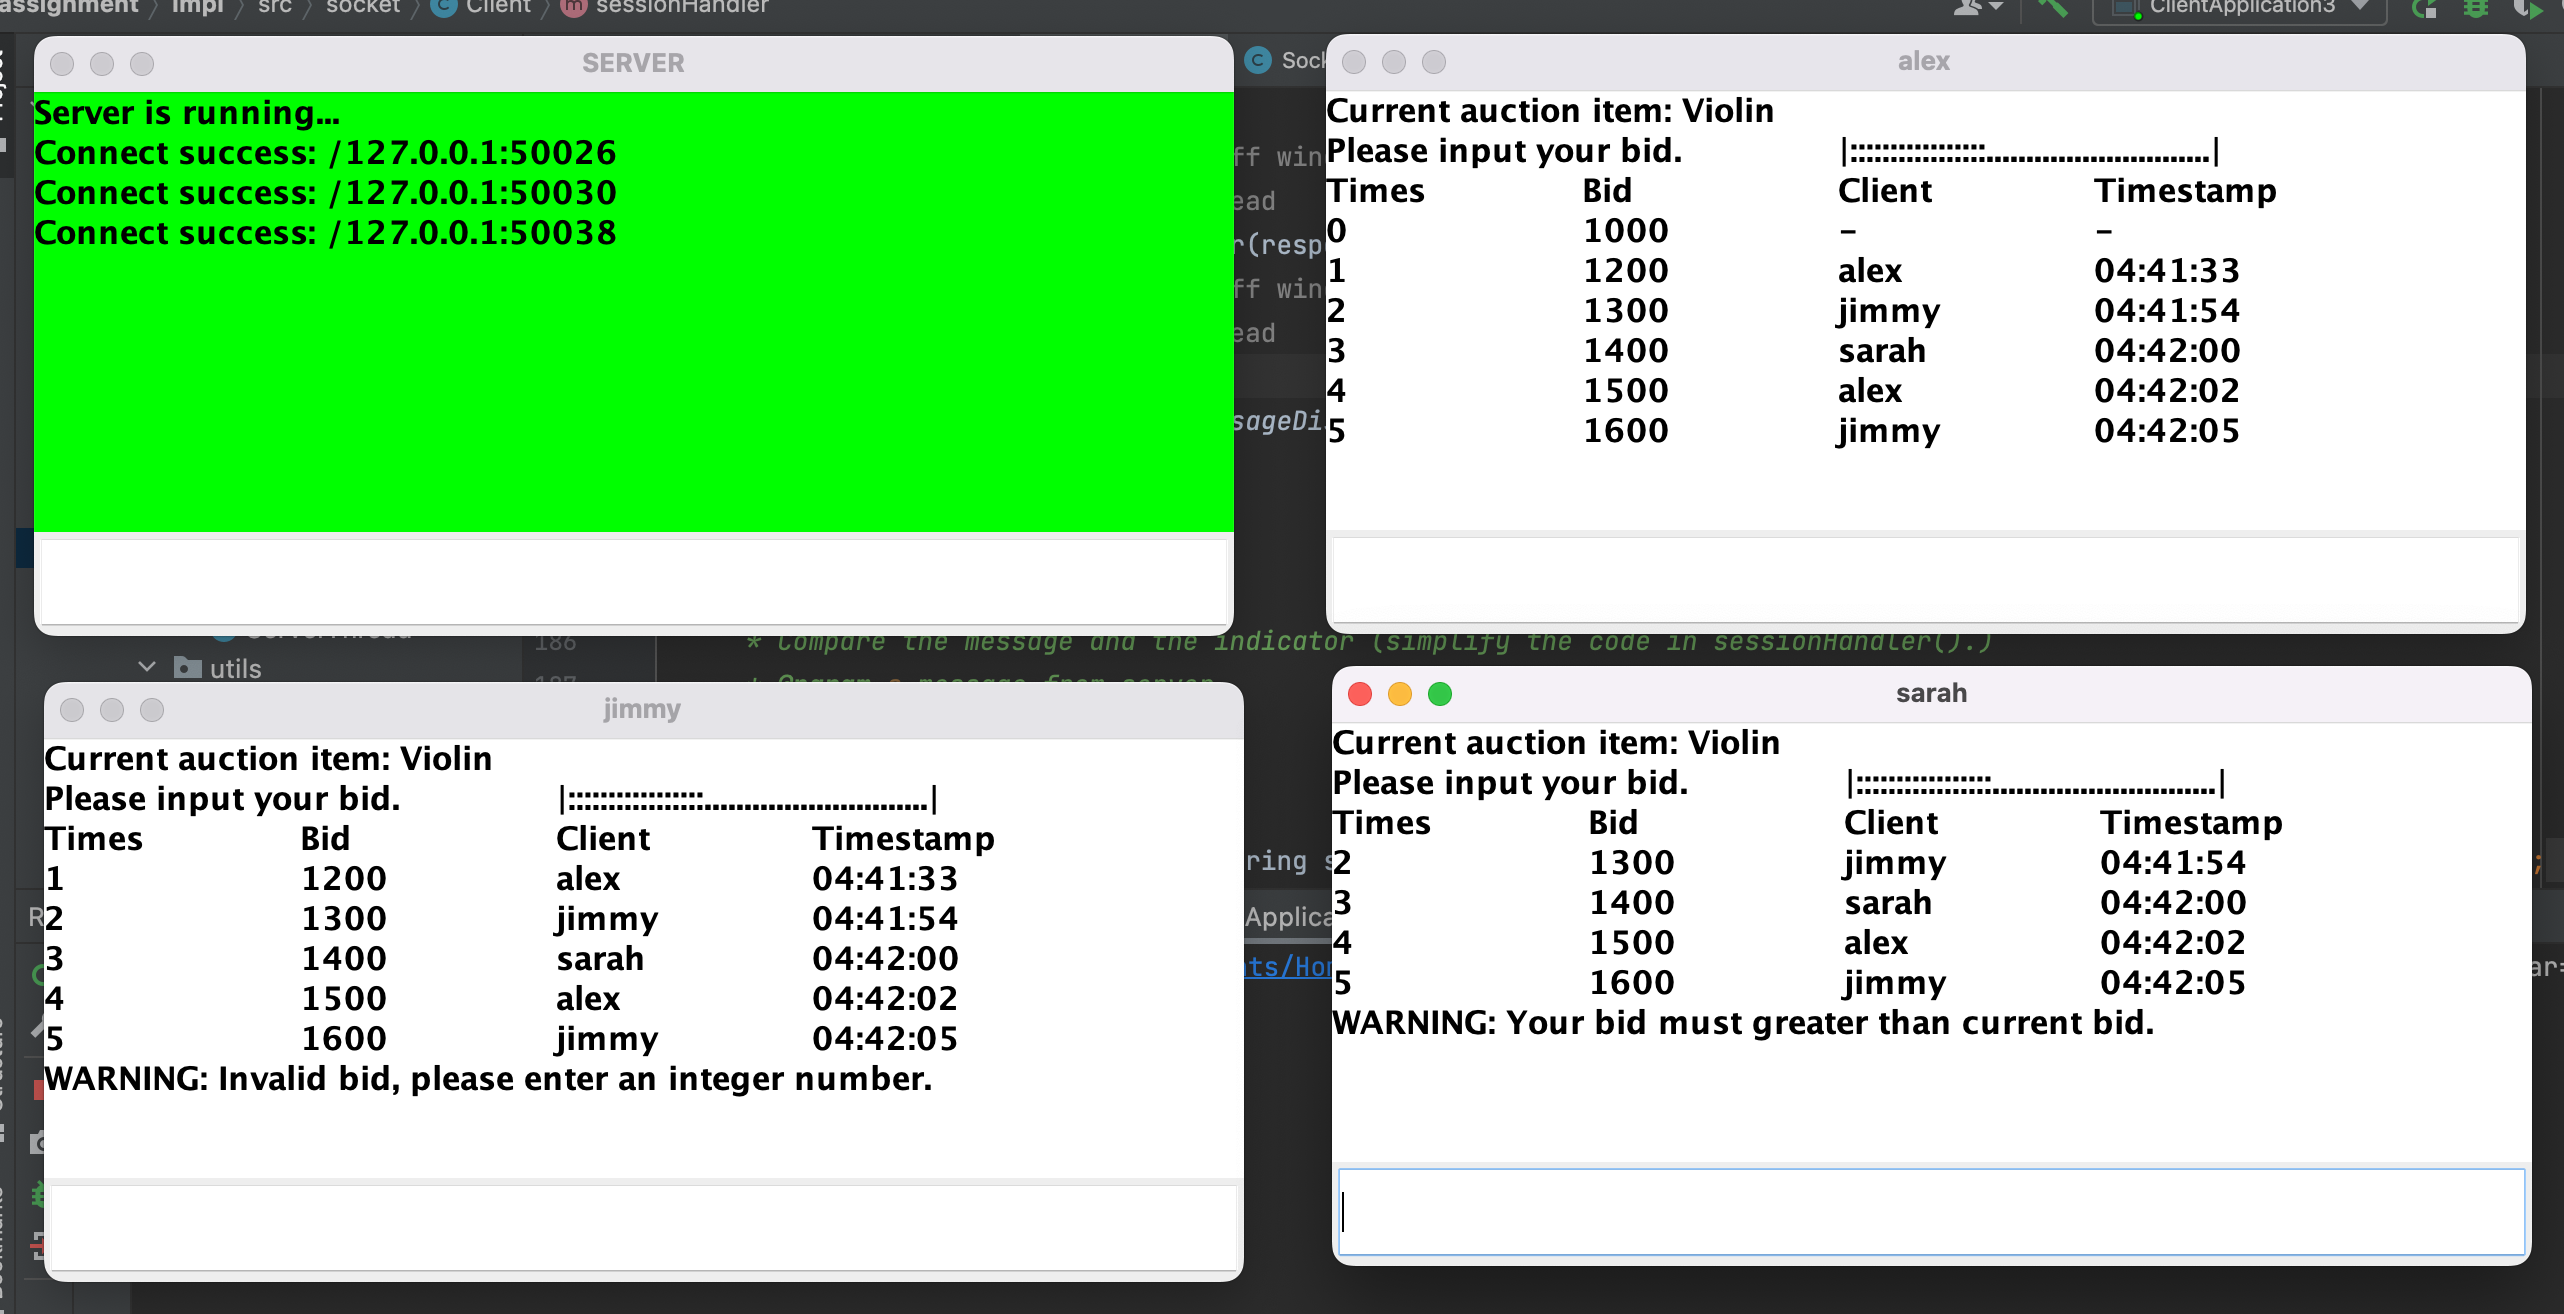 assignment
impl
src
socket
Client
sessionHandler
ClientApplication3
SERVER
Server is running...
Connect success: /127.0.0.1:50026
Connect success: /127.0.0.1:50030
Connect success: /127.0.0.1:50038
alex
Current auction item: Violin
Please input your bid. |::::::::::::::::::..............................|
Times Bid Client Timestamp
0 1000 – –
1 1200 alex 04:41:33
2 1300 jimmy 04:41:54
3 1400 sarah 04:42:00
4 1500 alex 04:42:02
5 1600 jimmy 04:42:05
186 * Compare the message and the indicator (simplify the code in sessionHandler().)
utils
jimmy
Current auction item: Violin
Please input your bid. |::::::::::::::::::..............................|
Times Bid Client Timestamp
1 1200 alex 04:41:33
2 1300 jimmy 04:41:54
3 1400 sarah 04:42:00
4 1500 alex 04:42:02
5 1600 jimmy 04:42:05
WARNING: Invalid bid, please enter an integer number.
sarah
Current auction item: Violin
Please input your bid. |::::::::::::::::::..............................|
Times Bid Client Timestamp
2 1300 jimmy 04:41:54
3 1400 sarah 04:42:00
4 1500 alex 04:42:02
5 1600 jimmy 04:42:05
WARNING: Your bid must greater than current bid.